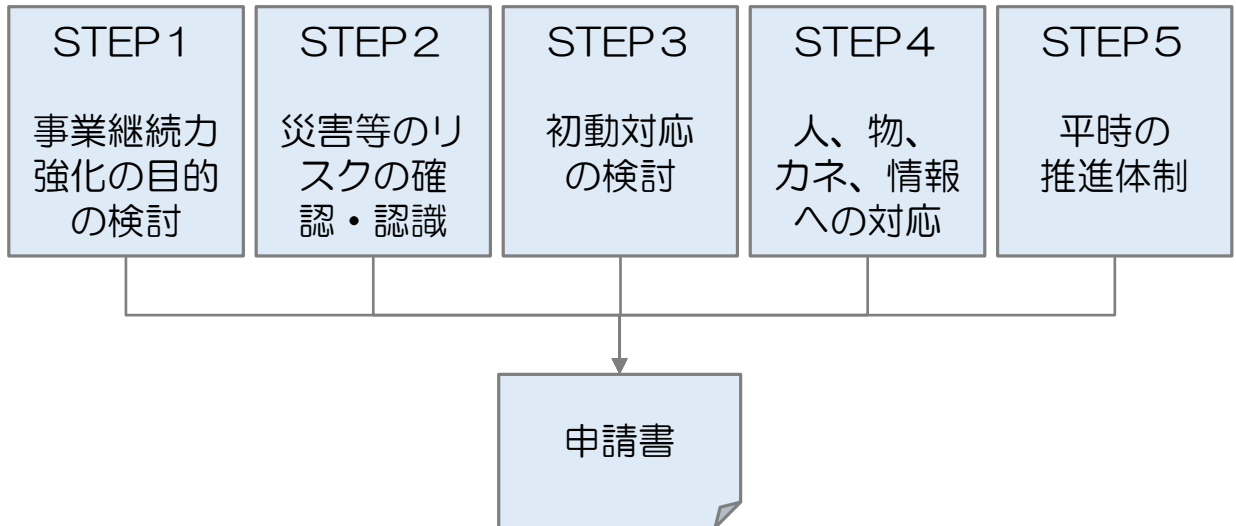 STEP1
事業継続力
強化の目的
の検討
STEP2
災害等のリ
スクの確
認・認識
STEP3
初動対応
の検討
STEP4
人、物、
カネ、情報
への対応
STEP5
平時の
推進体制
申請書